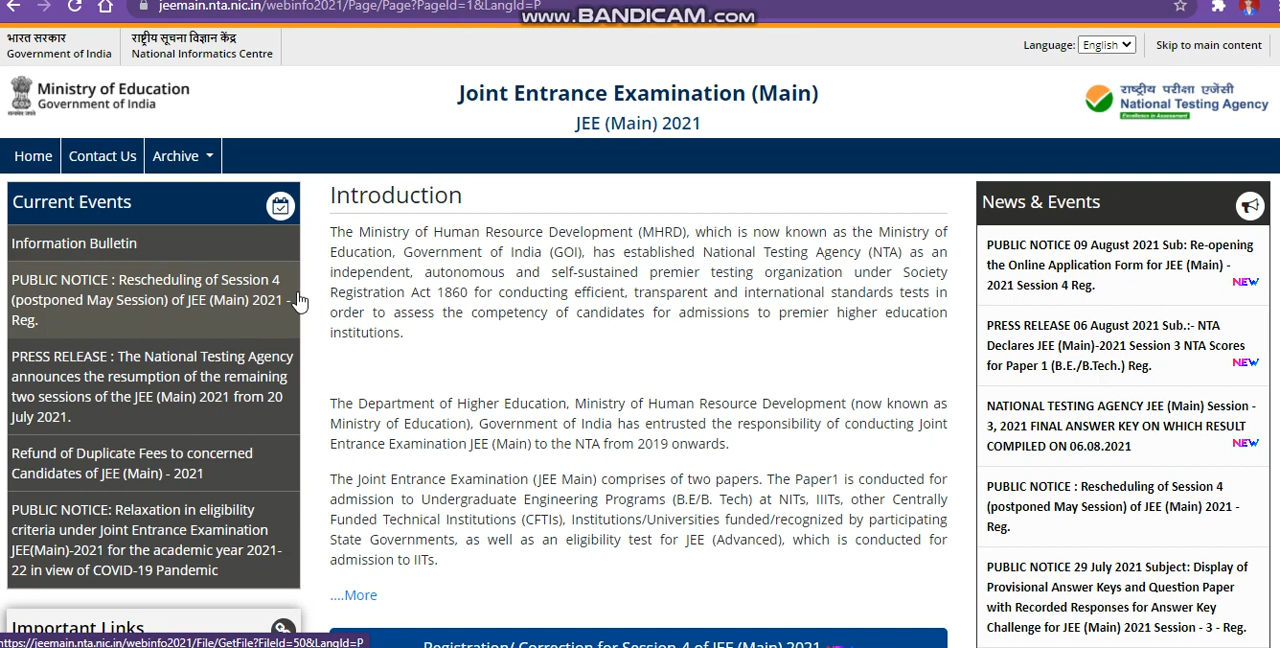 jeemain.nta.nic.in/webinfo2021/Page/Page?PageId=1&LangId=P
www.BANDICAM.com
भारत सरकार
Government of India
राष्ट्रीय सूचना विज्ञान केंद्र
National Informatics Centre
Language: English
Skip to main content
Ministry of Education
Government of India
Joint Entrance Examination (Main)
JEE (Main) 2021
राष्ट्रीय परीक्षा एजेंसी
National Testing Agency
Excellence in Assessment
Home
Contact Us
Archive
Current Events
Information Bulletin
PUBLIC NOTICE : Rescheduling of Session 4
(postponed May Session) of JEE (Main) 2021 -
Reg.
PRESS RELEASE : The National Testing Agency
announces the resumption of the remaining
two sessions of the JEE (Main) 2021 from 20
July 2021.
Refund of Duplicate Fees to concerned
Candidates of JEE (Main) - 2021
PUBLIC NOTICE: Relaxation in eligibility
criteria under Joint Entrance Examination
JEE(Main)-2021 for the academic year 2021-
22 in view of COVID-19 Pandemic
Important Links
https://jeemain.nta.nic.in/webinfo2021/File/GetFile?FileId=50&LangId=P
Introduction
The Ministry of Human Resource Development (MHRD), which is now known as the Ministry of
Education, Government of India (GOI), has established National Testing Agency (NTA) as an
independent, autonomous and self-sustained premier testing organization under Society
Registration Act 1860 for conducting efficient, transparent and international standards tests in
order to assess the competency of candidates for admissions to premier higher education
institutions.
The Department of Higher Education, Ministry of Human Resource Development (now known as
Ministry of Education), Government of India has entrusted the responsibility of conducting Joint
Entrance Examination JEE (Main) to the NTA from 2019 onwards.
The Joint Entrance Examination (JEE Main) comprises of two papers. The Paper1 is conducted for
admission to Undergraduate Engineering Programs (B.E/B. Tech) at NITs, IIITs, other Centrally
Funded Technical Institutions (CFTIs), Institutions/Universities funded/recognized by participating
State Governments, as well as an eligibility test for JEE (Advanced), which is conducted for
admission to IITs.
....More
Registration/ Correction for Session 4 of JEE (Main) 2021
News & Events
PUBLIC NOTICE 09 August 2021 Sub: Re-opening
the Online Application Form for JEE (Main) -
2021 Session 4 Reg.
NEW
PRESS RELEASE 06 August 2021 Sub.:- NTA
Declares JEE (Main)-2021 Session 3 NTA Scores
for Paper 1 (B.E./B.Tech.) Reg.
NEW
NATIONAL TESTING AGENCY JEE (Main) Session -
3, 2021 FINAL ANSWER KEY ON WHICH RESULT
COMPILED ON 06.08.2021
NEW
PUBLIC NOTICE : Rescheduling of Session 4
(postponed May Session) of JEE (Main) 2021 -
Reg.
PUBLIC NOTICE 29 July 2021 Subject: Display of
Provisional Answer Keys and Question Paper
with Recorded Responses for Answer Key
Challenge for JEE (Main) 2021 Session - 3 - Reg.